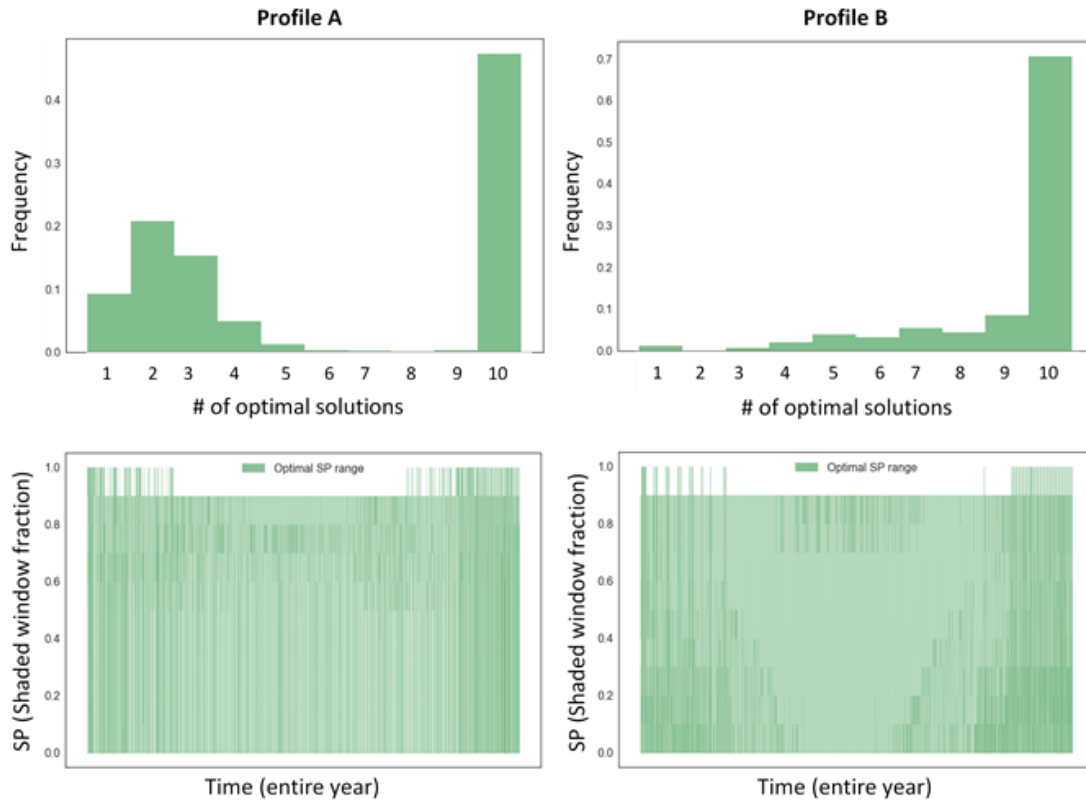 Profile A
0.4
0.3
0.2
0.1
0.0
Frequency
1 2 3 4 5 6 7 8 9 10
# of optimal solutions
Profile B
0.7
0.6
0.5
0.4
0.3
0.2
0.1
0.0
Frequency
1 2 3 4 5 6 7 8 9 10
# of optimal solutions
Optimal SP range
1.0
0.8
0.6
0.4
0.2
0.0
SP (Shaded window fraction)
Time (entire year)
Optimal SP range
1.0
0.8
0.6
0.4
0.2
0.0
SP (Shaded window fraction)
Time (entire year)